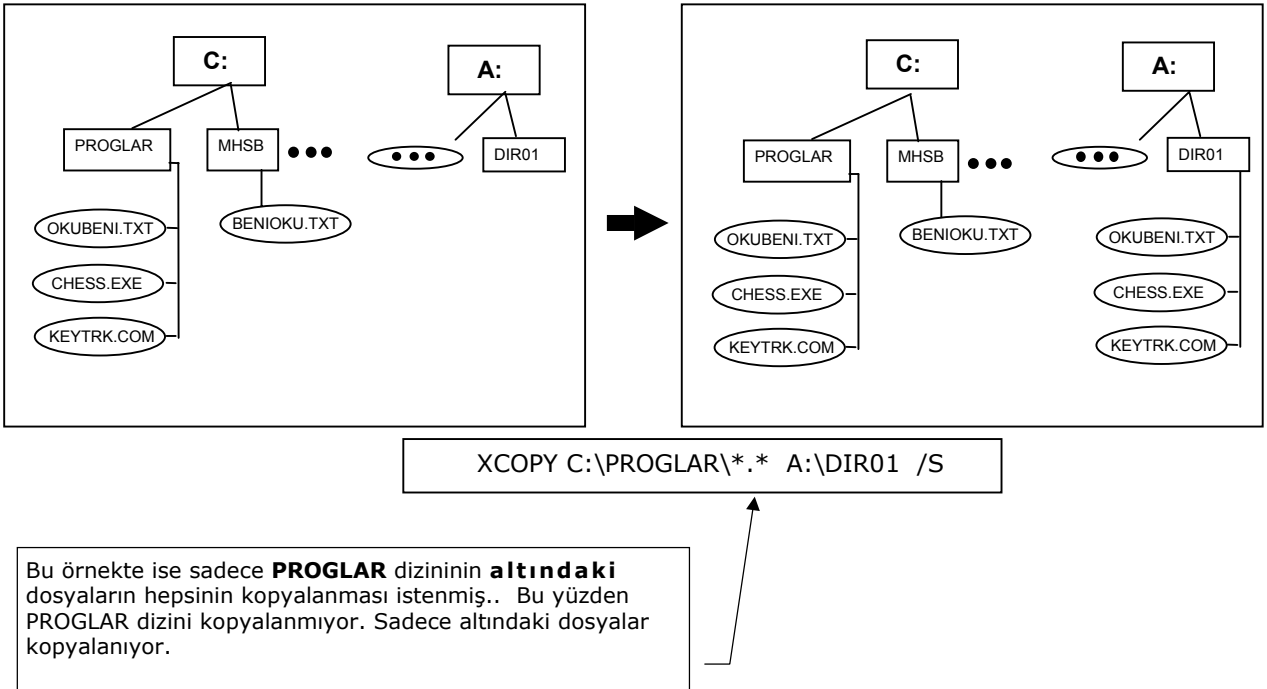 C:
A:
PROGLAR
MHSB
●●●
●●●
DIR01
OKUBENI.TXT
BENIOKU.TXT
CHESS.EXE
KEYTRK.COM
C:
A:
PROGLAR
MHSB
●●●
●●●
DIR01
OKUBENI.TXT
BENIOKU.TXT
OKUBENI.TXT
CHESS.EXE
CHESS.EXE
KEYTRK.COM
KEYTRK.COM
XCOPY C:\PROGLAR\*.* A:\DIR01 /S
Bu örnekte ise sadece PROGLAR dizininin altındaki
dosyaların hepsinin kopyalanması istenmiş.. Bu yüzden
PROGLAR dizini kopyalanmıyor. Sadece altındaki dosyalar
kopyalanıyor.